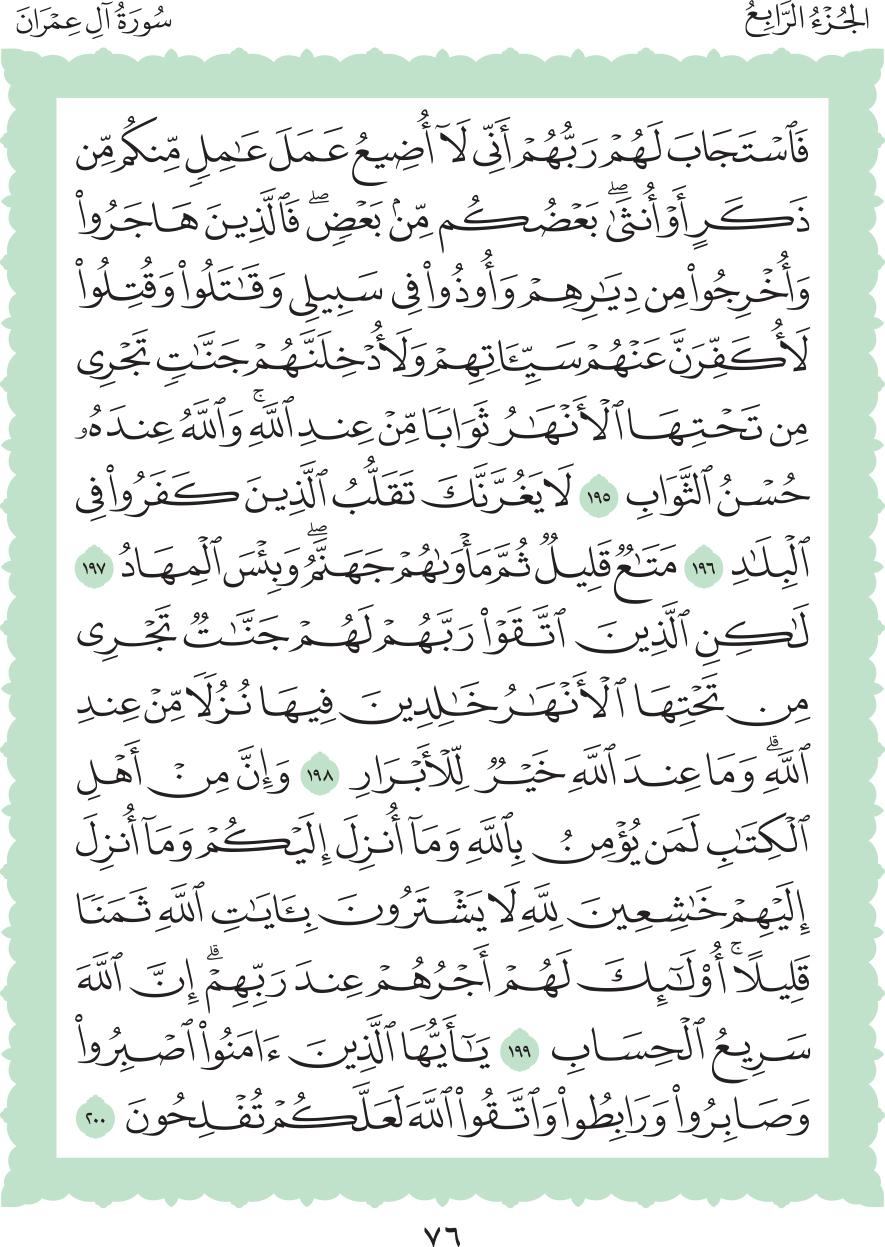 الجُزْءُ الرَّابِعُ
سُورَةُ آلِ عِمْرَانَ
فَٱسْتَجَابَ لَهُمْ رَبُّهُمْ أَنِّى لَآ أُضِيعُ عَمَلَ عَـٰمِلٍ مِّنكُم مِّن
ذَكَرٍ أَوْ أُنثَىٰ ۖ بَعْضُكُم مِّنۢ بَعْضٍ ۖ فَٱلَّذِينَ هَاجَرُوا۟
وَأُخْرِجُوا۟ مِن دِيَـٰرِهِمْ وَأُوذُوا۟ فِى سَبِيلِى وَقَـٰتَلُوا۟ وَقُتِلُوا۟
لَأُكَفِّرَنَّ عَنْهُمْ سَيِّـَٔاتِهِمْ وَلَأُدْخِلَنَّهُمْ جَنَّـٰتٍ تَجْرِى
مِن تَحْتِهَا ٱلْأَنْهَـٰرُ ثَوَابًا مِّنْ عِندِ ٱللَّهِ ۚ وَٱللَّهُ عِندَهُۥ
حُسْنُ ٱلثَّوَابِ ١٩٥ لَا يَغُرَّنَّكَ تَقَلُّبُ ٱلَّذِينَ كَفَرُوا۟ فِى
ٱلْبِلَـٰدِ ١٩٦ مَتَـٰعٌ قَلِيلٌ ثُمَّ مَأْوَىٰهُمْ جَهَنَّمُ ۖ وَبِئْسَ ٱلْمِهَادُ ١٩٧
لَـٰكِنِ ٱلَّذِينَ ٱتَّقَوْا۟ رَبَّهُمْ لَهُمْ جَنَّـٰتٌ تَجْرِى
مِن تَحْتِهَا ٱلْأَنْهَـٰرُ خَـٰلِدِينَ فِيهَا نُزُلًا مِّنْ عِندِ
ٱللَّهِ ۗ وَمَا عِندَ ٱللَّهِ خَيْرٌ لِّلْأَبْرَارِ ١٩٨ وَإِنَّ مِنْ أَهْلِ
ٱلْكِتَـٰبِ لَمَن يُؤْمِنُ بِٱللَّهِ وَمَآ أُنزِلَ إِلَيْكُمْ وَمَآ أُنزِلَ
إِلَيْهِمْ خَـٰشِعِينَ لِلَّهِ لَا يَشْتَرُونَ بِـَٔايَـٰتِ ٱللَّهِ ثَمَنًا
قَلِيلًا ۚ أُو۟لَـٰٓئِكَ لَهُمْ أَجْرُهُمْ عِندَ رَبِّهِمْ ۗ إِنَّ ٱللَّهَ
سَرِيعُ ٱلْحِسَابِ ١٩٩ يَـٰٓأَيُّهَا ٱلَّذِينَ ءَامَنُوا۟ ٱصْبِرُوا۟
وَصَابِرُوا۟ وَرَابِطُوا۟ وَٱتَّقُوا۟ ٱللَّهَ لَعَلَّكُمْ تُفْلِحُونَ ٢٠٠
٧٦